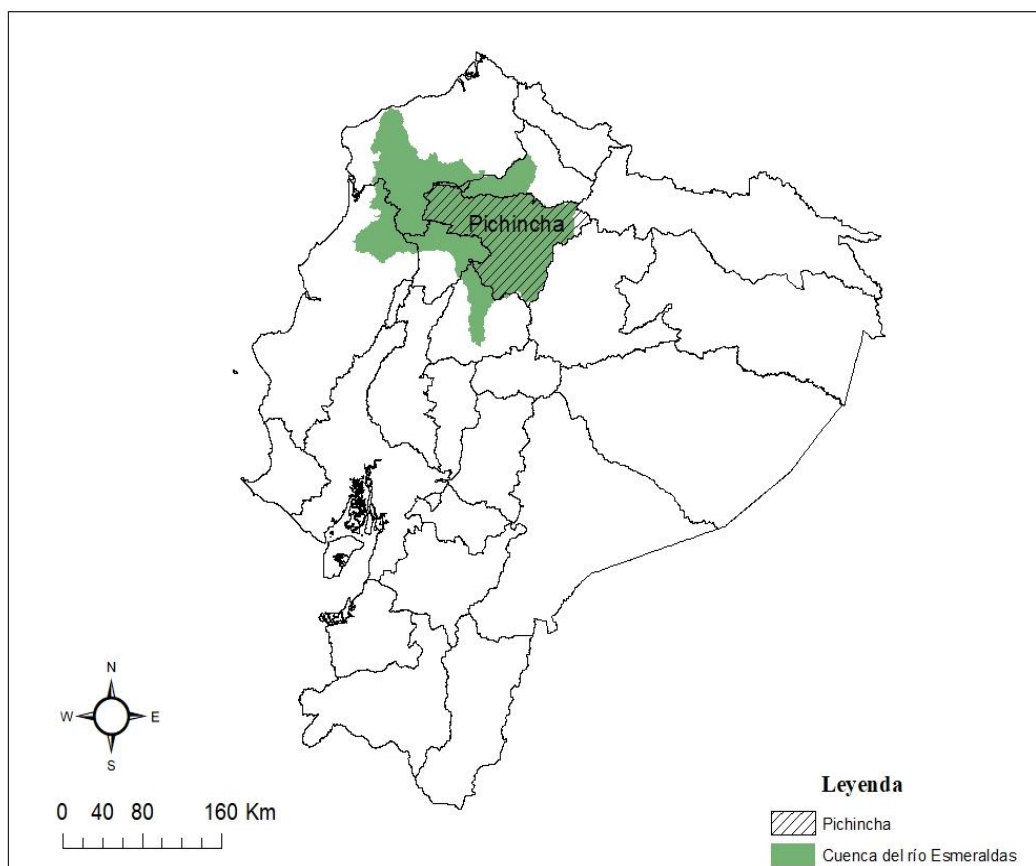 Pichincha
N
W
E
S
0 40 80 160 Km
Leyenda
Pichincha
Cuenca del río Esmeraldas